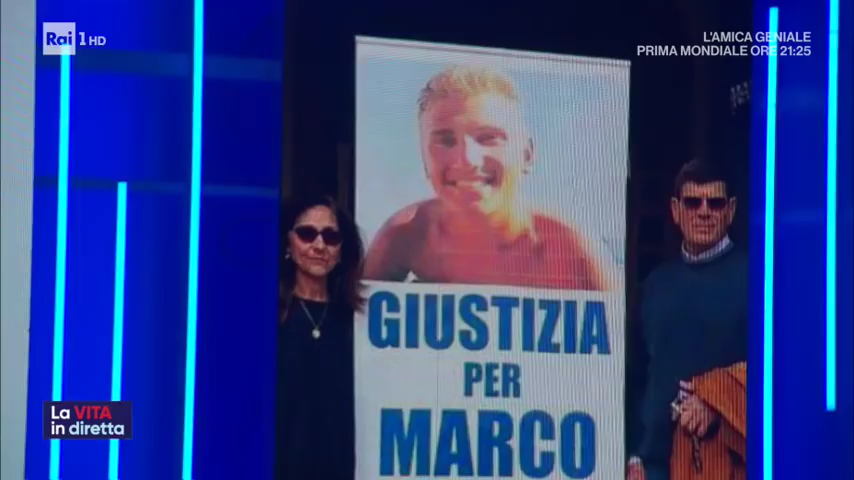 Rai 1 HD
L'AMICA GENIALE
PRIMA MONDIALE ORE 21:25
GIUSTIZIA
PER
MARCO
La VITA
in diretta